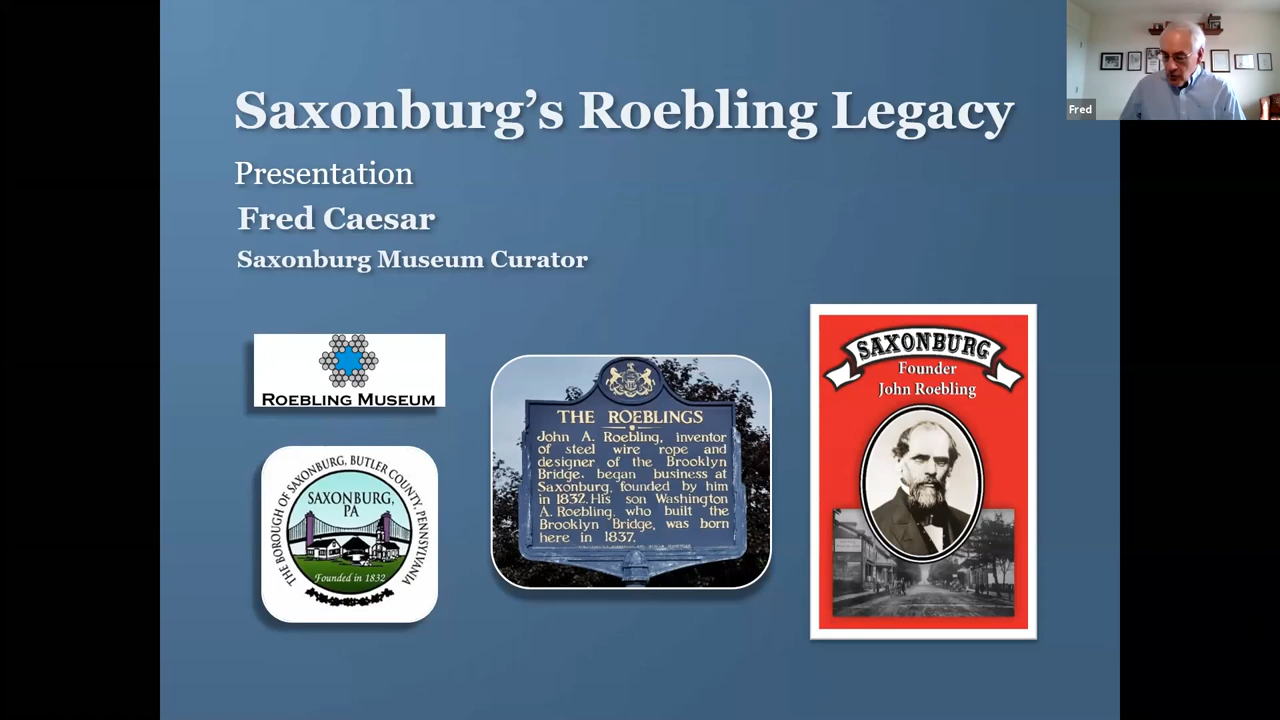 Saxonburg's Roebling Legacy
Presentation
Fred Caesar
Saxonburg Museum Curator
Fred
ROEBLING MUSEUM
THE BOROUGH OF SAXONBURG, BUTLER COUNTY, PENNSYLVANIA
SAXONBURG,
PA
Founded in 1832
THE ROEBLINGS
John A. Roebling, inventor
of steel wire rope and
designer of the Brooklyn
Bridge, began business at
Saxonburg, founded by him
in 1832. His son Washington
A. Roebling, who built the
Brooklyn Bridge, was born
here in 1837.
SAXONBURG
Founder
John Roebling